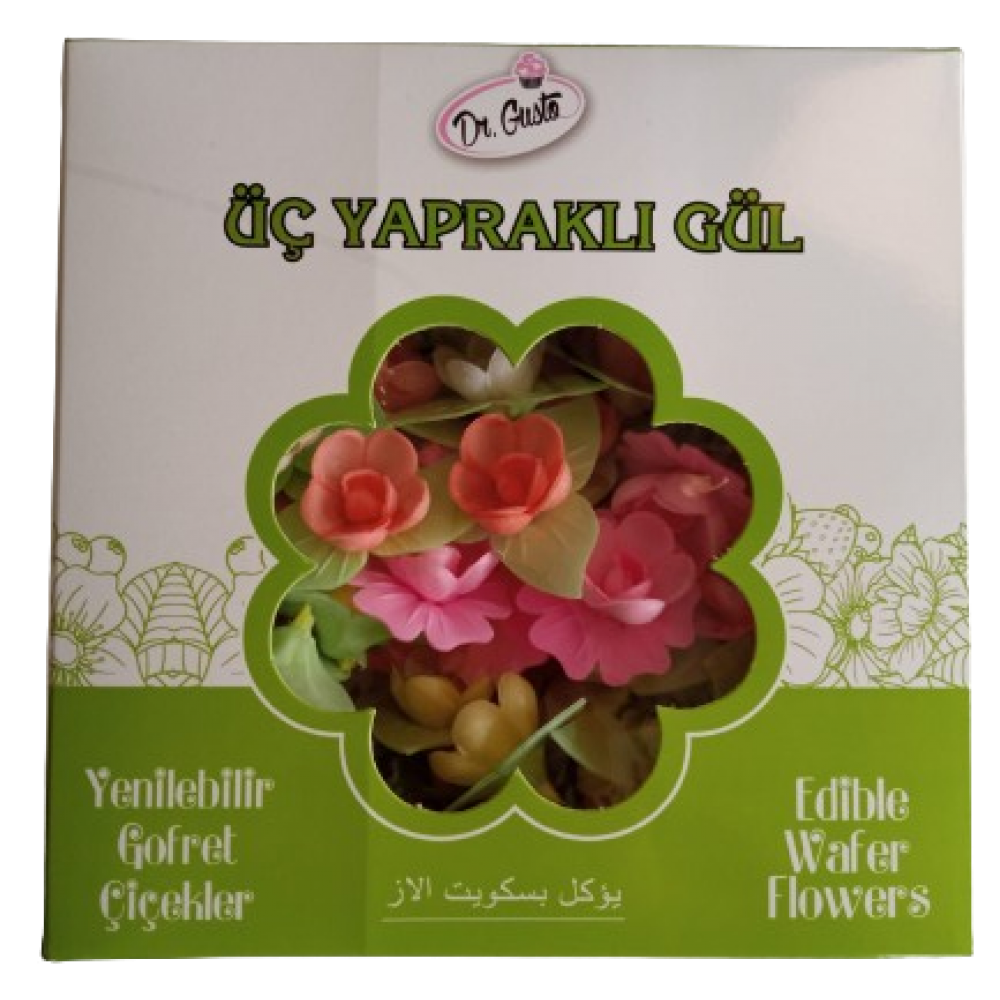 Dr. Gusto
ÜÇ YAPRAKLI GÜL
Yenilebilir
Gofret
Çiçekler
يؤكل بسكويت الاز
Edible
Wafer
Flowers